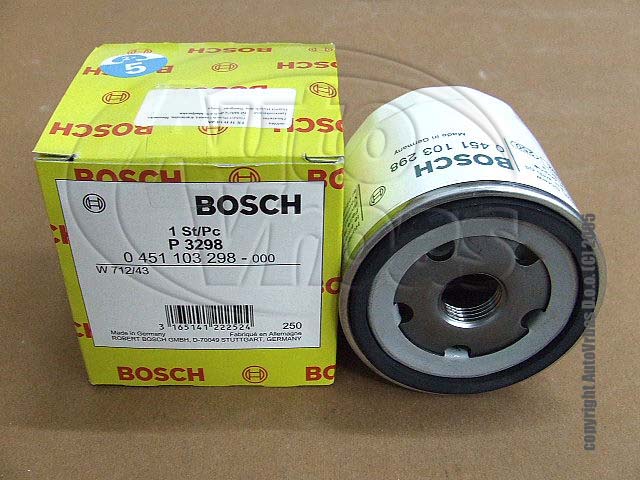 BOSCH
BOSCH
1 St/Pc
P 3298
0 451 103 298 - 000
W 712/43
3 165141 222524
250
Made in Germany
Fabriqué en Allemagne
ROBERT BOSCH GMBH, D-70049 STUTTGART, GERMANY
BOSCH
BOSCH
BOSCH
0 451 103 298
Made in Germany
copyright AutoVrbos D.o.o. (C) 2005